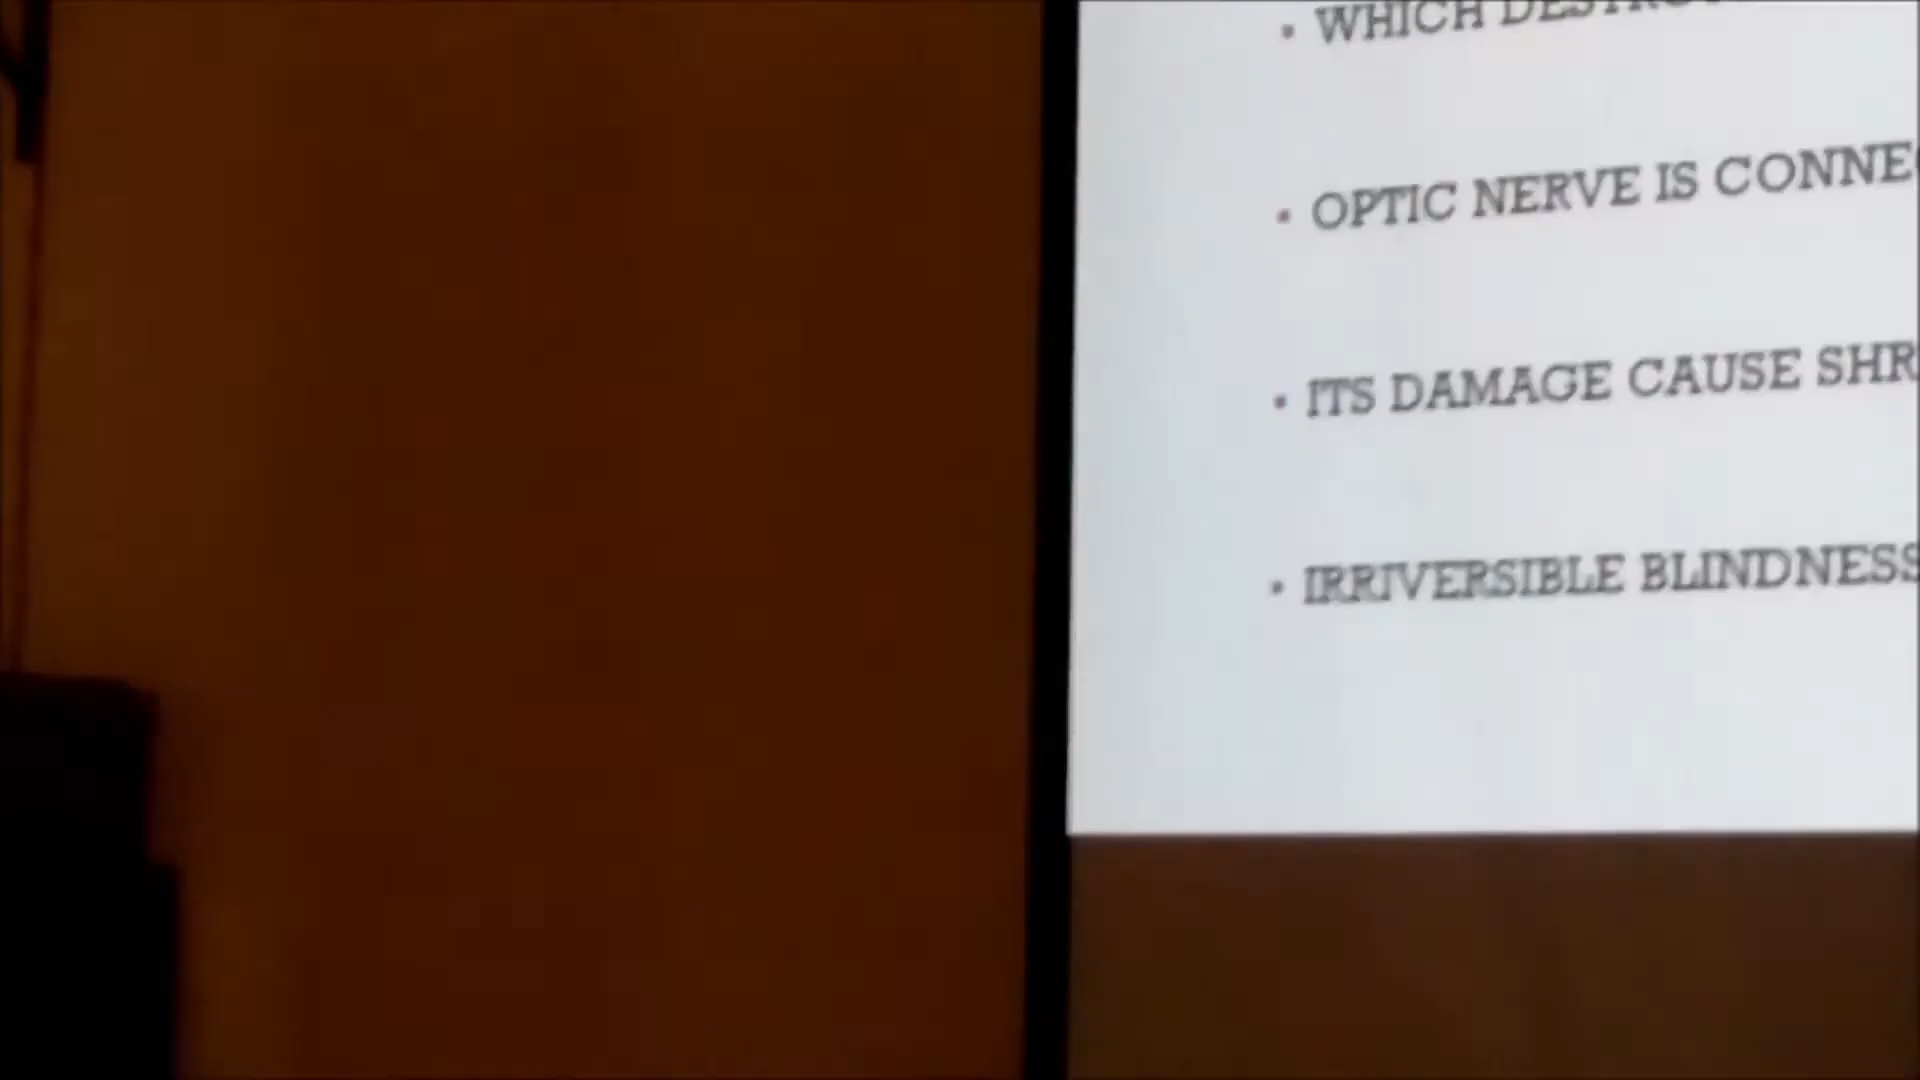 • WHICH
• OPTIC NERVE IS
• ITS DAMAGE CAUSE
• IRRIVERSIBLE BLINDNESS